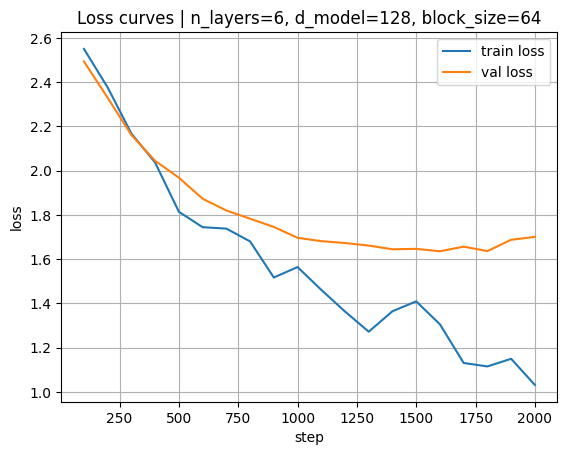 Loss curves | n_layers=6, d_model=128, block_size=64
train loss
val loss
loss
2.6
2.4
2.2
2.0
1.8
1.6
1.4
1.2
1.0
250 500 750 1000 1250 1500 1750 2000
step